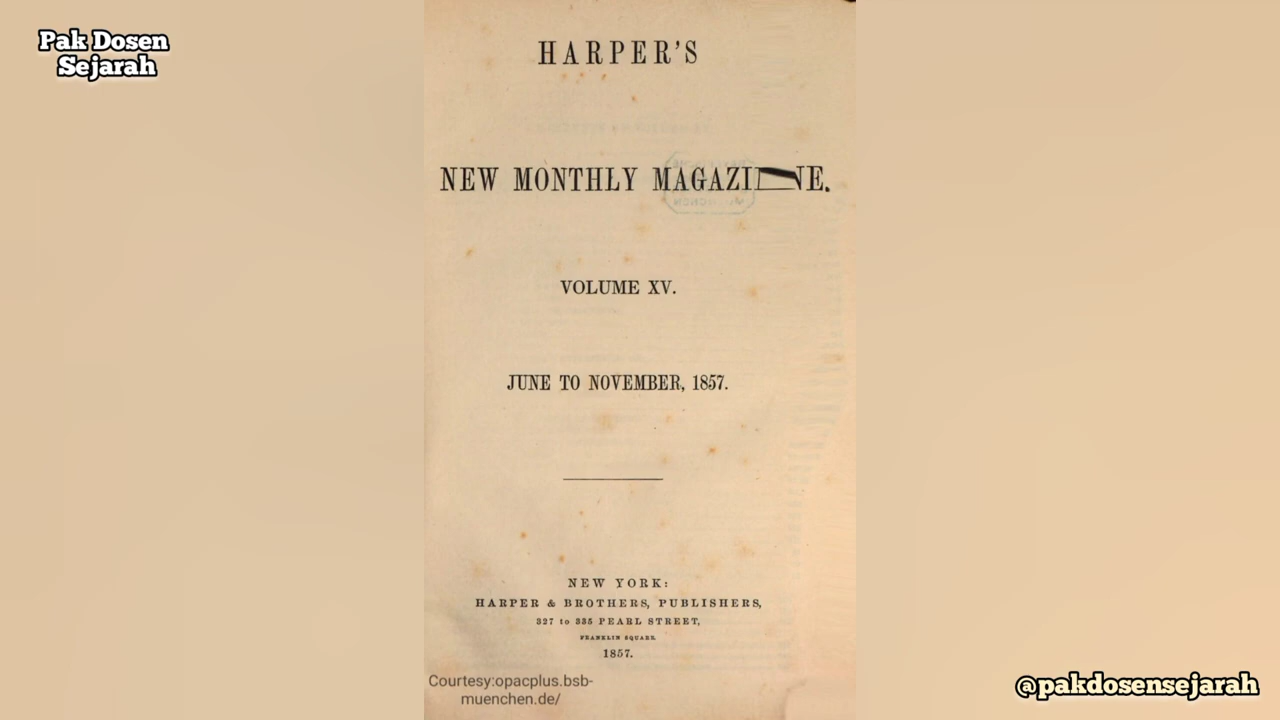 Pak Dosen
Sejarah
HARPER'S
NEW MONTHLY MAGAZINE.
VOLUME XV.
JUNE TO NOVEMBER, 1857.
NEW YORK:
HARPER & BROTHERS, PUBLISHERS,
327 to 335 PEARL STREET,
FRANKLIN SQUARE.
1857.
Courtesy:opacplus.bsb-
muenchen.de/
@pakdosensejarah